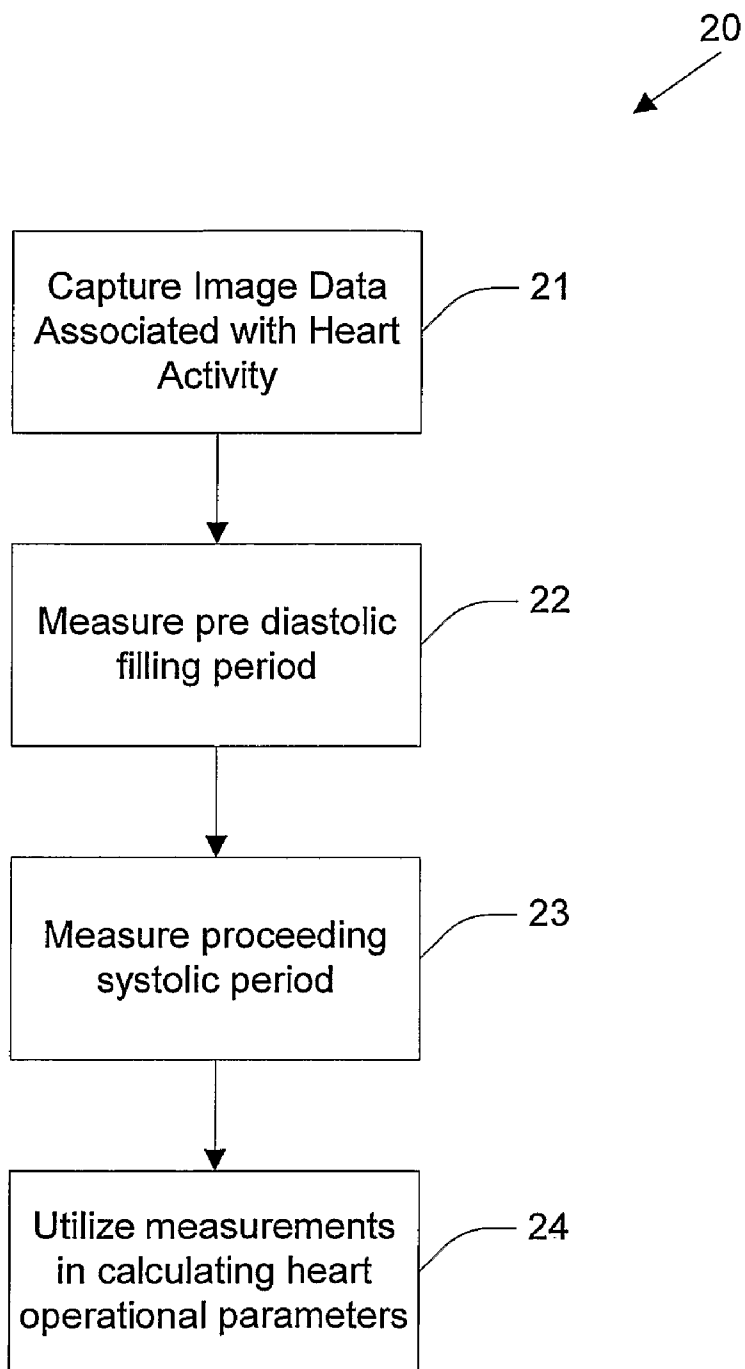 20
Capture Image Data
Associated with Heart
Activity
21
Measure pre diastolic
filling period
22
Measure proceeding
systolic period
23
Utilize measurements
in calculating heart
operational parameters
24